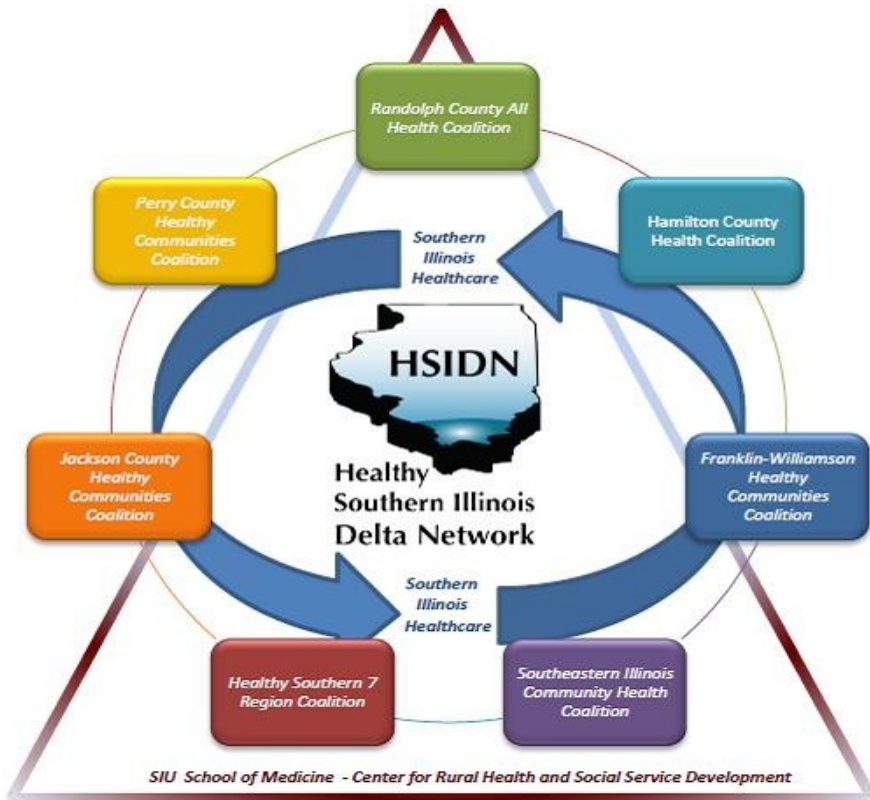 Randolph County All
Health Coalition
Perry County
Healthy
Communities
Coalition
Hamilton County
Health Coalition
Southern
Illinois
Healthcare
HSIDN
Healthy
Southern Illinois
Delta Network
Jackson County
Healthy
Communities
Coalition
Franklin-Williamson
Healthy
Communities
Coalition
Southern
Illinois
Healthcare
Healthy Southern 7
Region Coalition
Southeastern Illinois
Community Health
Coalition
SIU School of Medicine - Center for Rural Health and Social Service Development